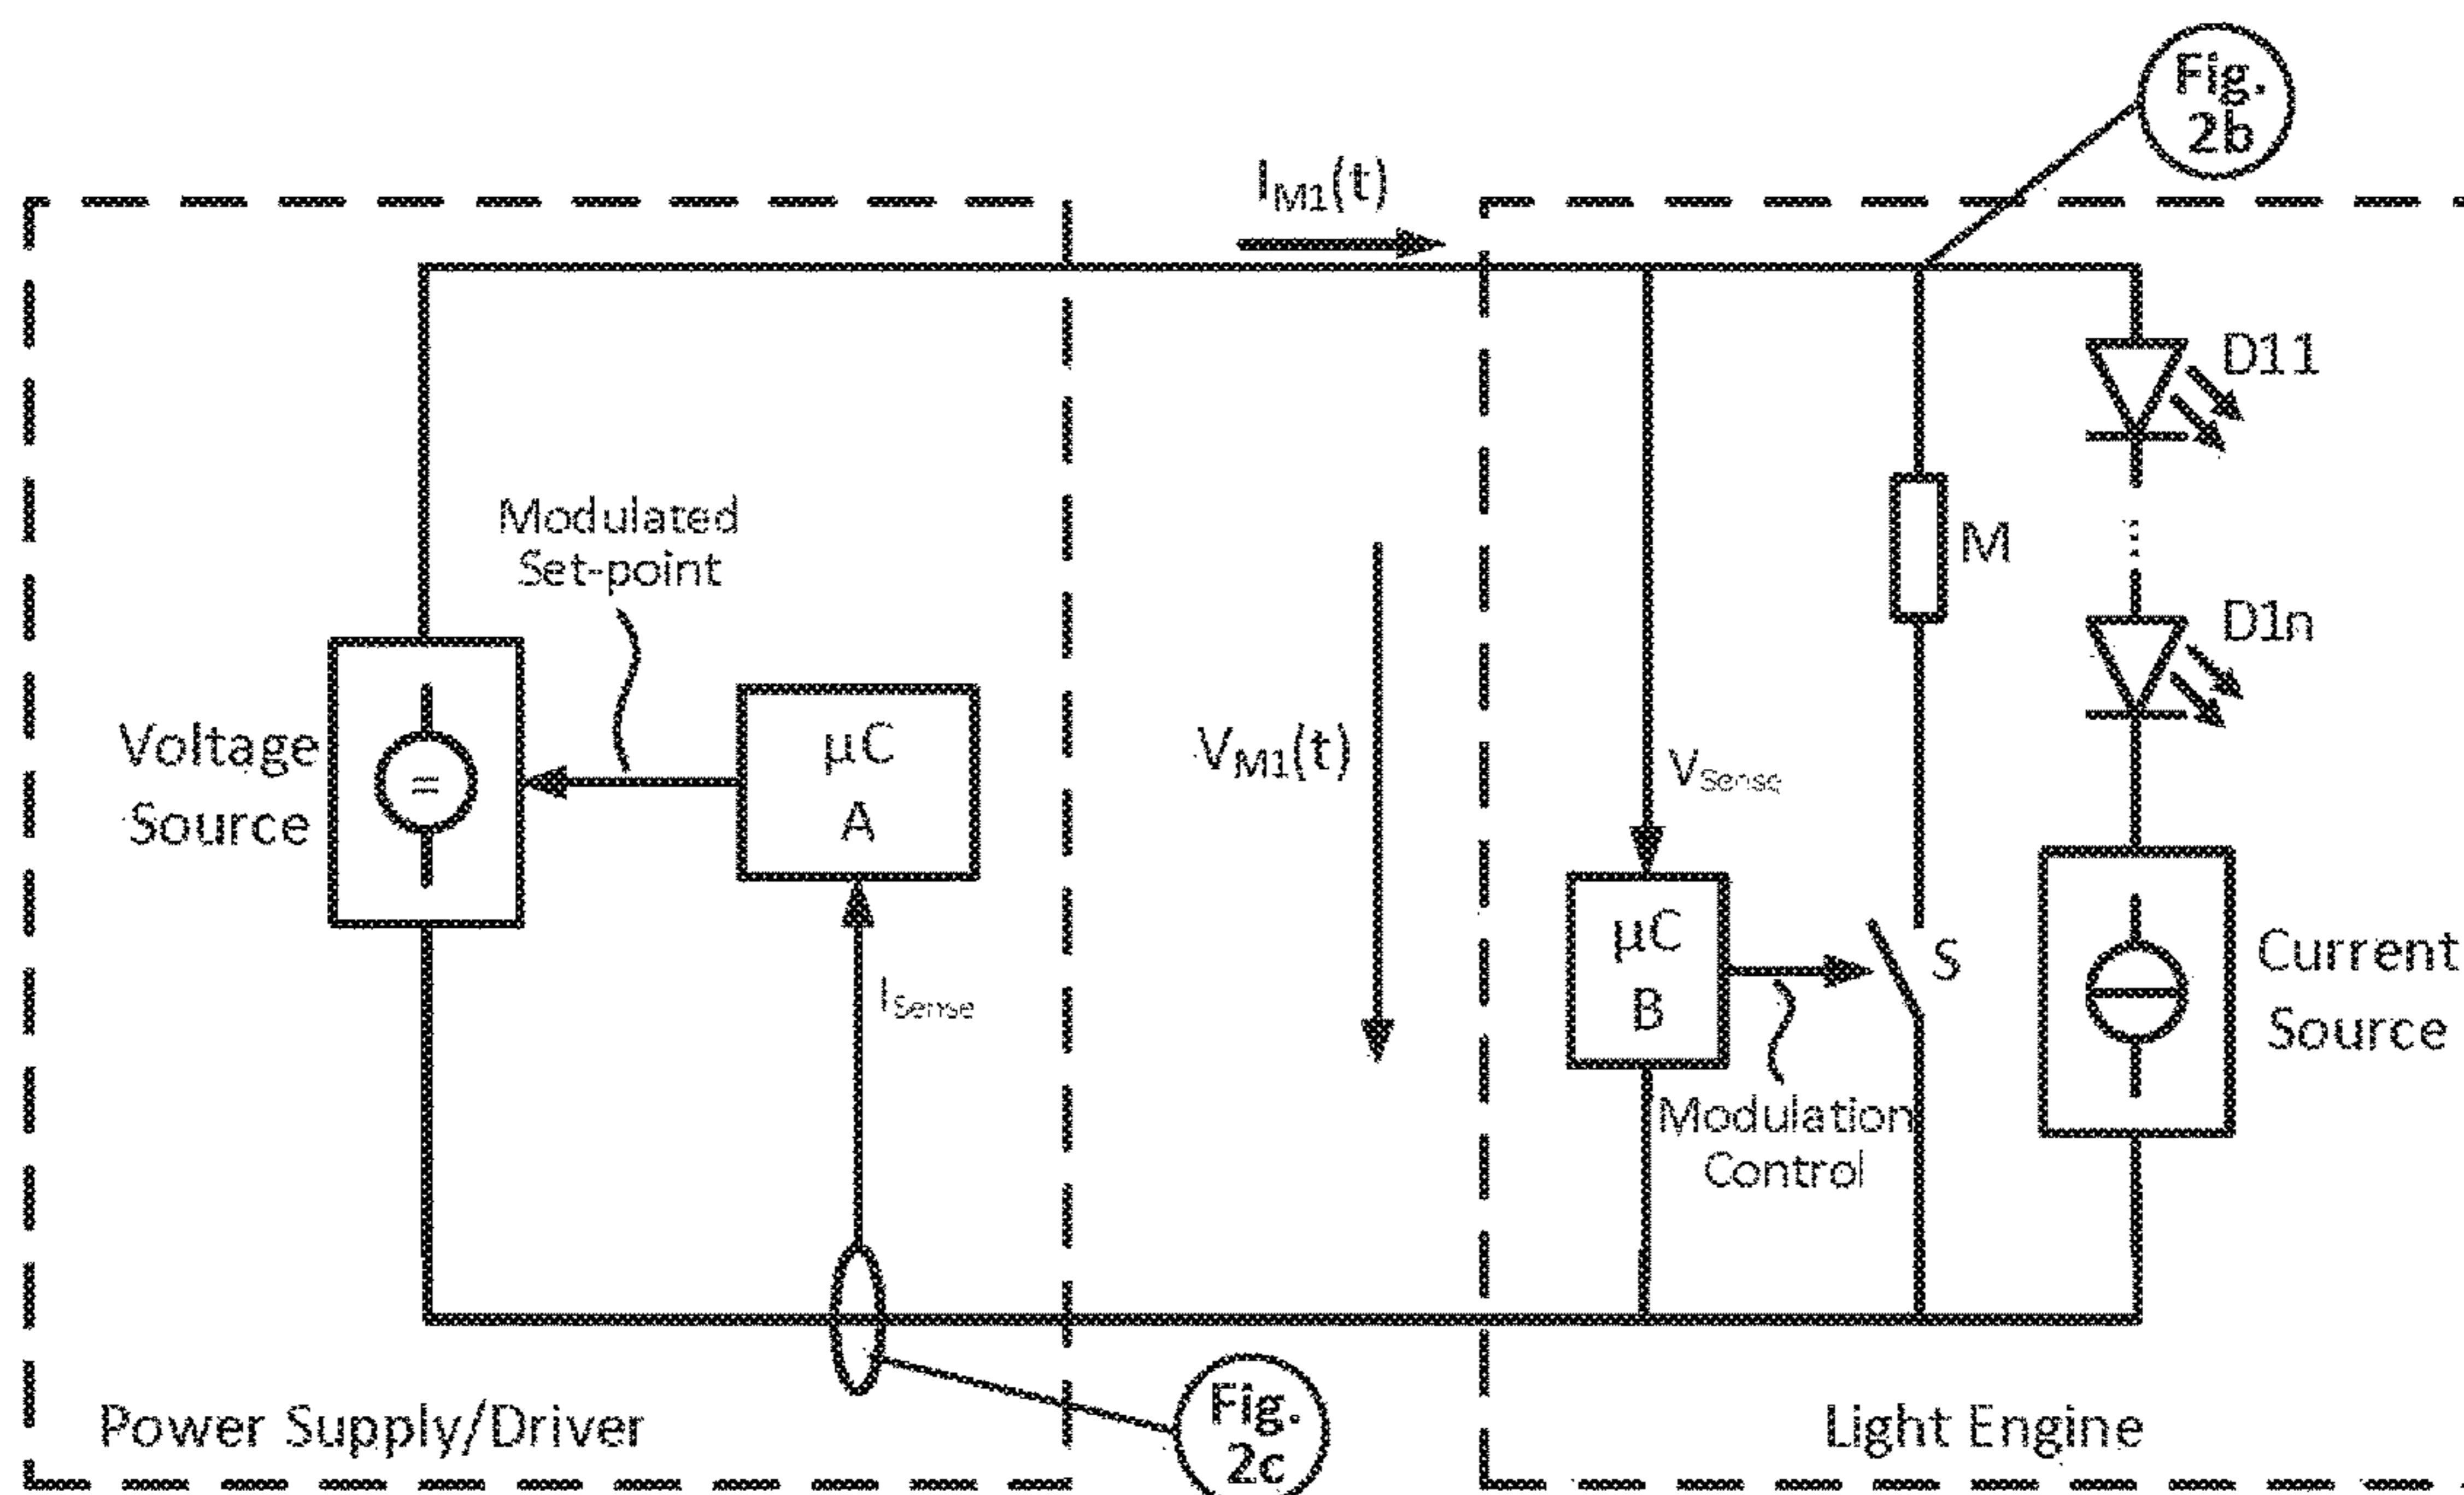 Fig.
2b
I_M1(t)
D11
Modulated
Set-point
M
D1n
Voltage
Source
=
µC
A
V_M1(t)
V_Sense
µC
B
S
Current
Source
I_Sense
Modulation
Control
Fig.
2c
Power Supply/Driver
Light Engine